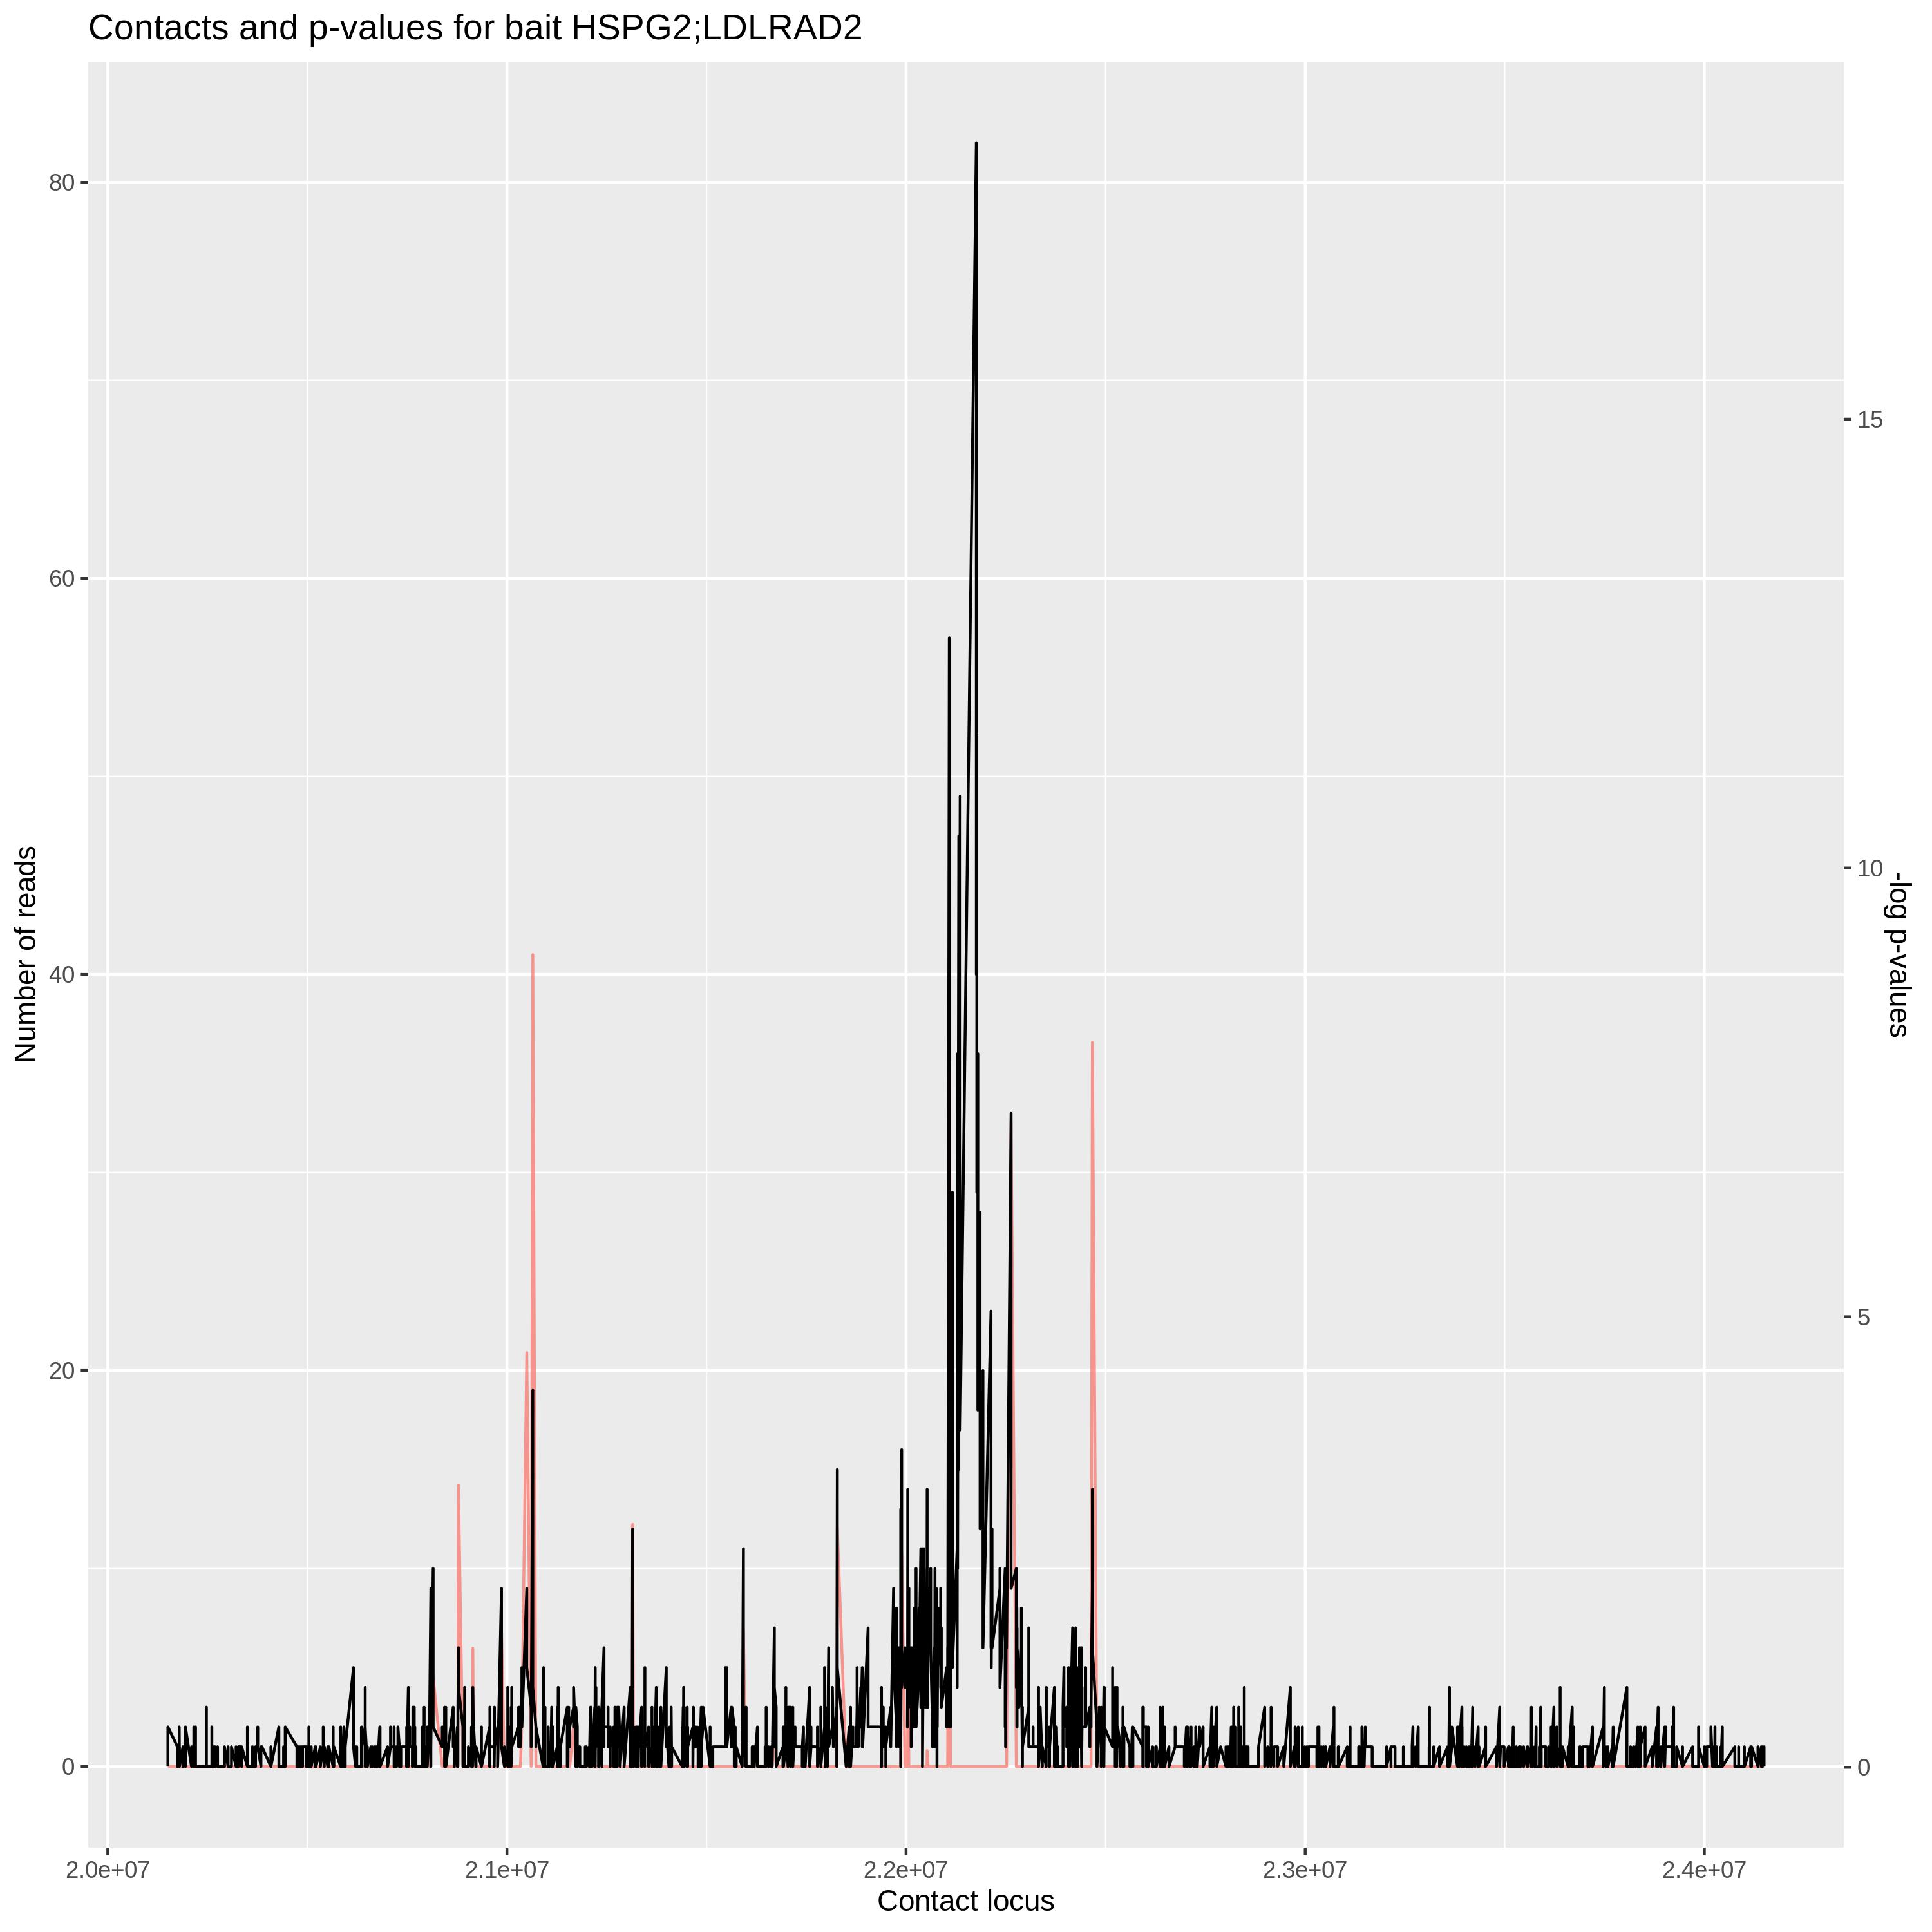 Contacts and p-values for bait HSPG2;LDLRAD2
80
60
40
20
0
Number of reads
15
10
5
0
-log p-values
2.0e+07 2.1e+07 2.2e+07 2.3e+07 2.4e+07
Contact locus